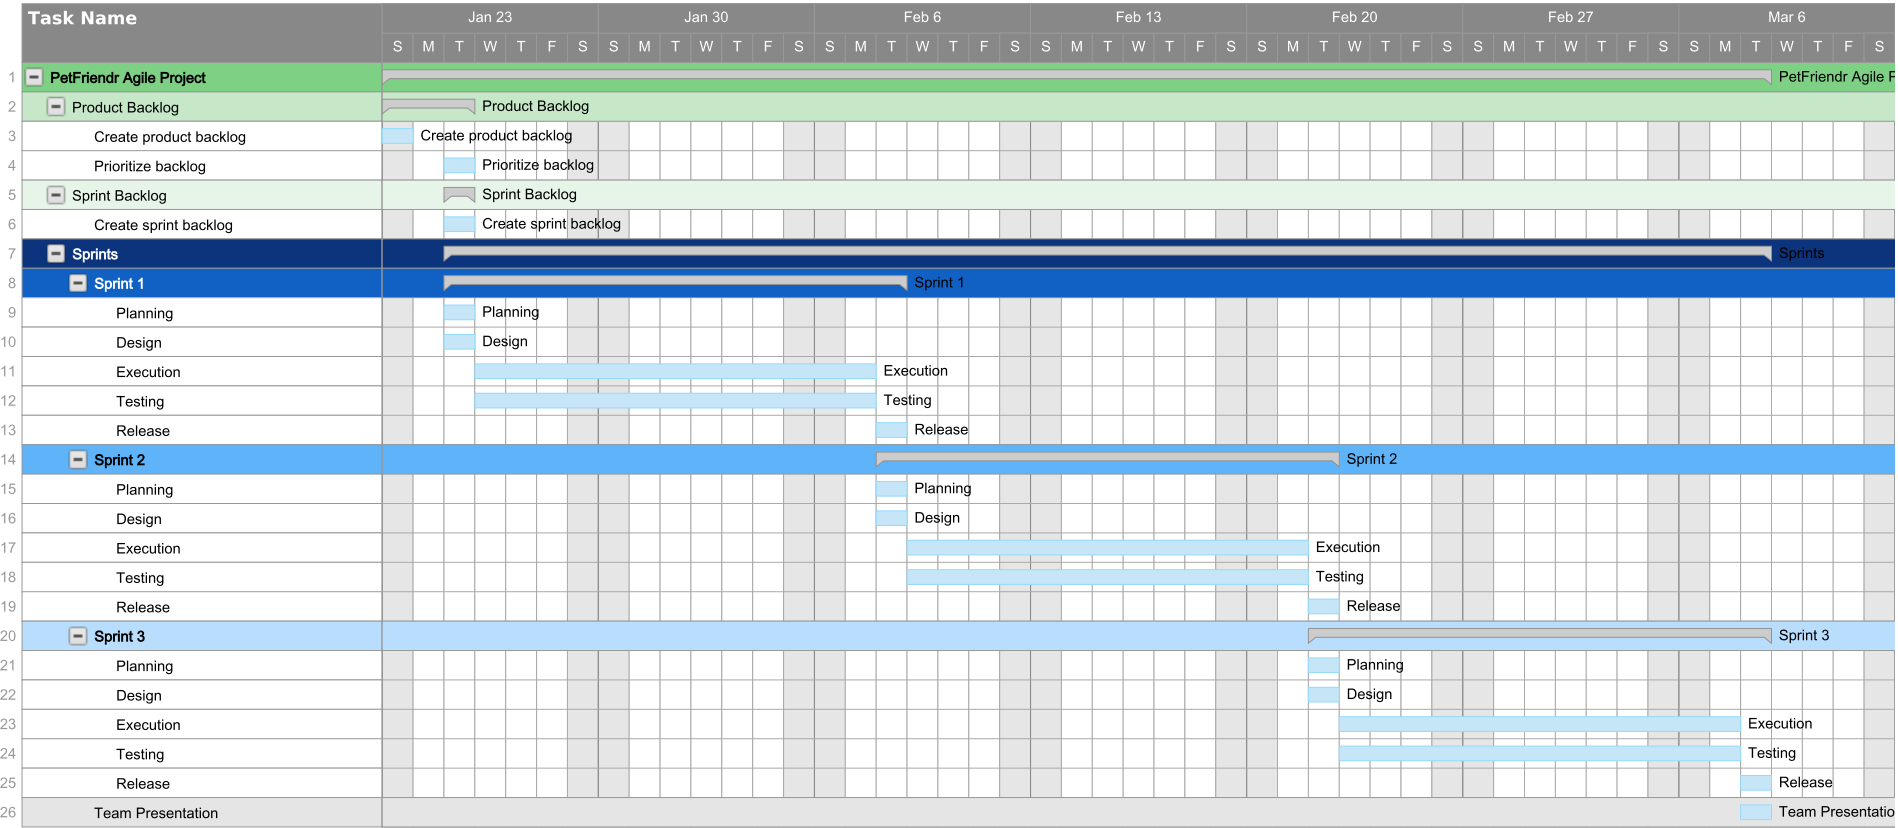 Task Name Jan 23 Jan 30 Feb 6 Feb 13 Feb 20 Feb 27 Mar 6
S M T W T F S S M T W T F S S M T W T F S S M T W T F S S M T W T F S S M T W T F S S M T W T F S
1 PetFriendr Agile Project PetFriendr Agile P
2 Product Backlog Product Backlog
3 Create product backlog Create product backlog
4 Prioritize backlog Prioritize backlog
5 Sprint Backlog Sprint Backlog
6 Create sprint backlog Create sprint backlog
7 Sprints Sprints
8 Sprint 1 Sprint 1
9 Planning Planning
10 Design Design
11 Execution Execution
12 Testing Testing
13 Release Release
14 Sprint 2 Sprint 2
15 Planning Planning
16 Design Design
17 Execution Execution
18 Testing Testing
19 Release Release
20 Sprint 3 Sprint 3
21 Planning Planning
22 Design Design
23 Execution Execution
24 Testing Testing
25 Release Release
26 Team Presentation Team Presentatio